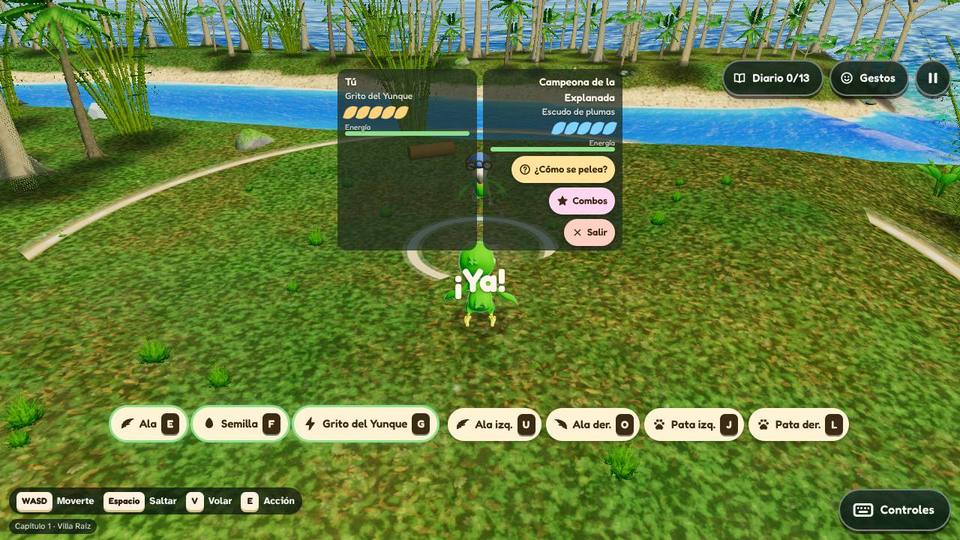 Tú
Grito del Yunque
Energía
Campeona de la
Explanada
Escudo de plumas
Energía
¿Cómo se pelea?
Combos
Salir
Diario 0/13
Gestos
¡Ya!
Ala E
Semilla F
Grito del Yunque G
Ala izq. U
Ala der. O
Pata izq. J
Pata der. L
WASD Moverte Espacio Saltar V Volar E Acción
Capítulo 1 · Villa Raíz
Controles